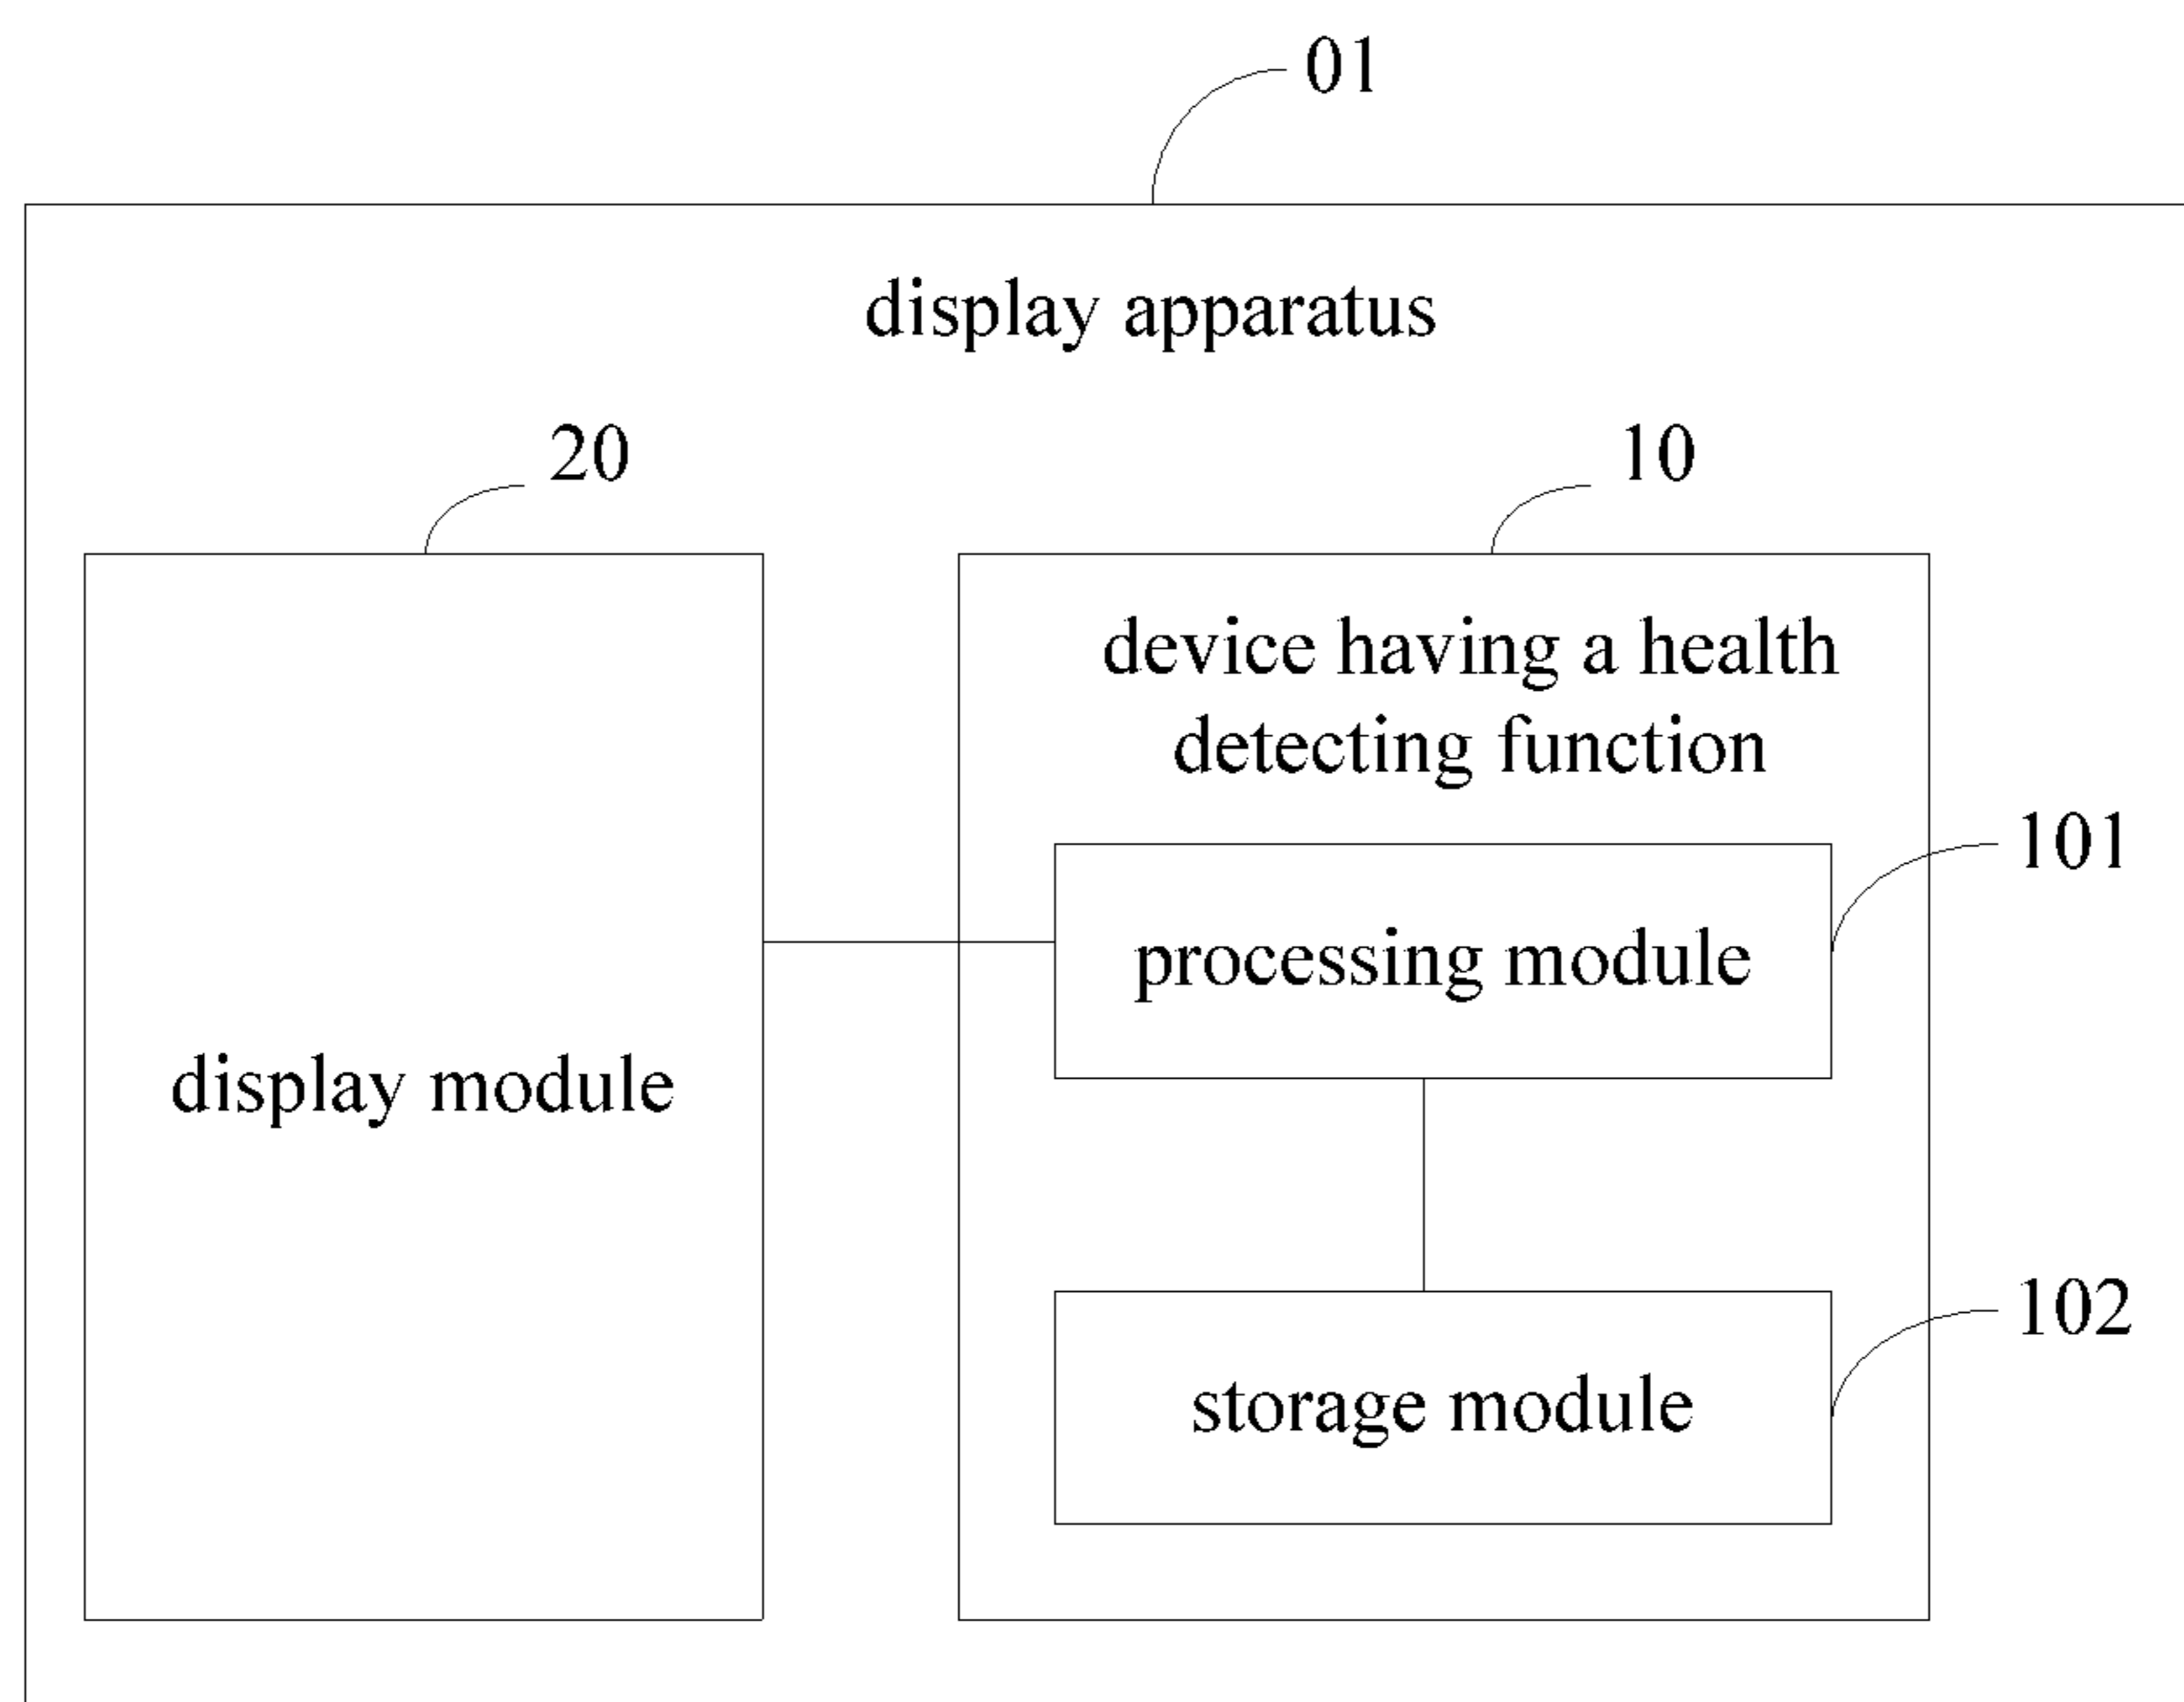 01
display apparatus
20
10
device having a health
detecting function
101
processing module
display module
102
storage module